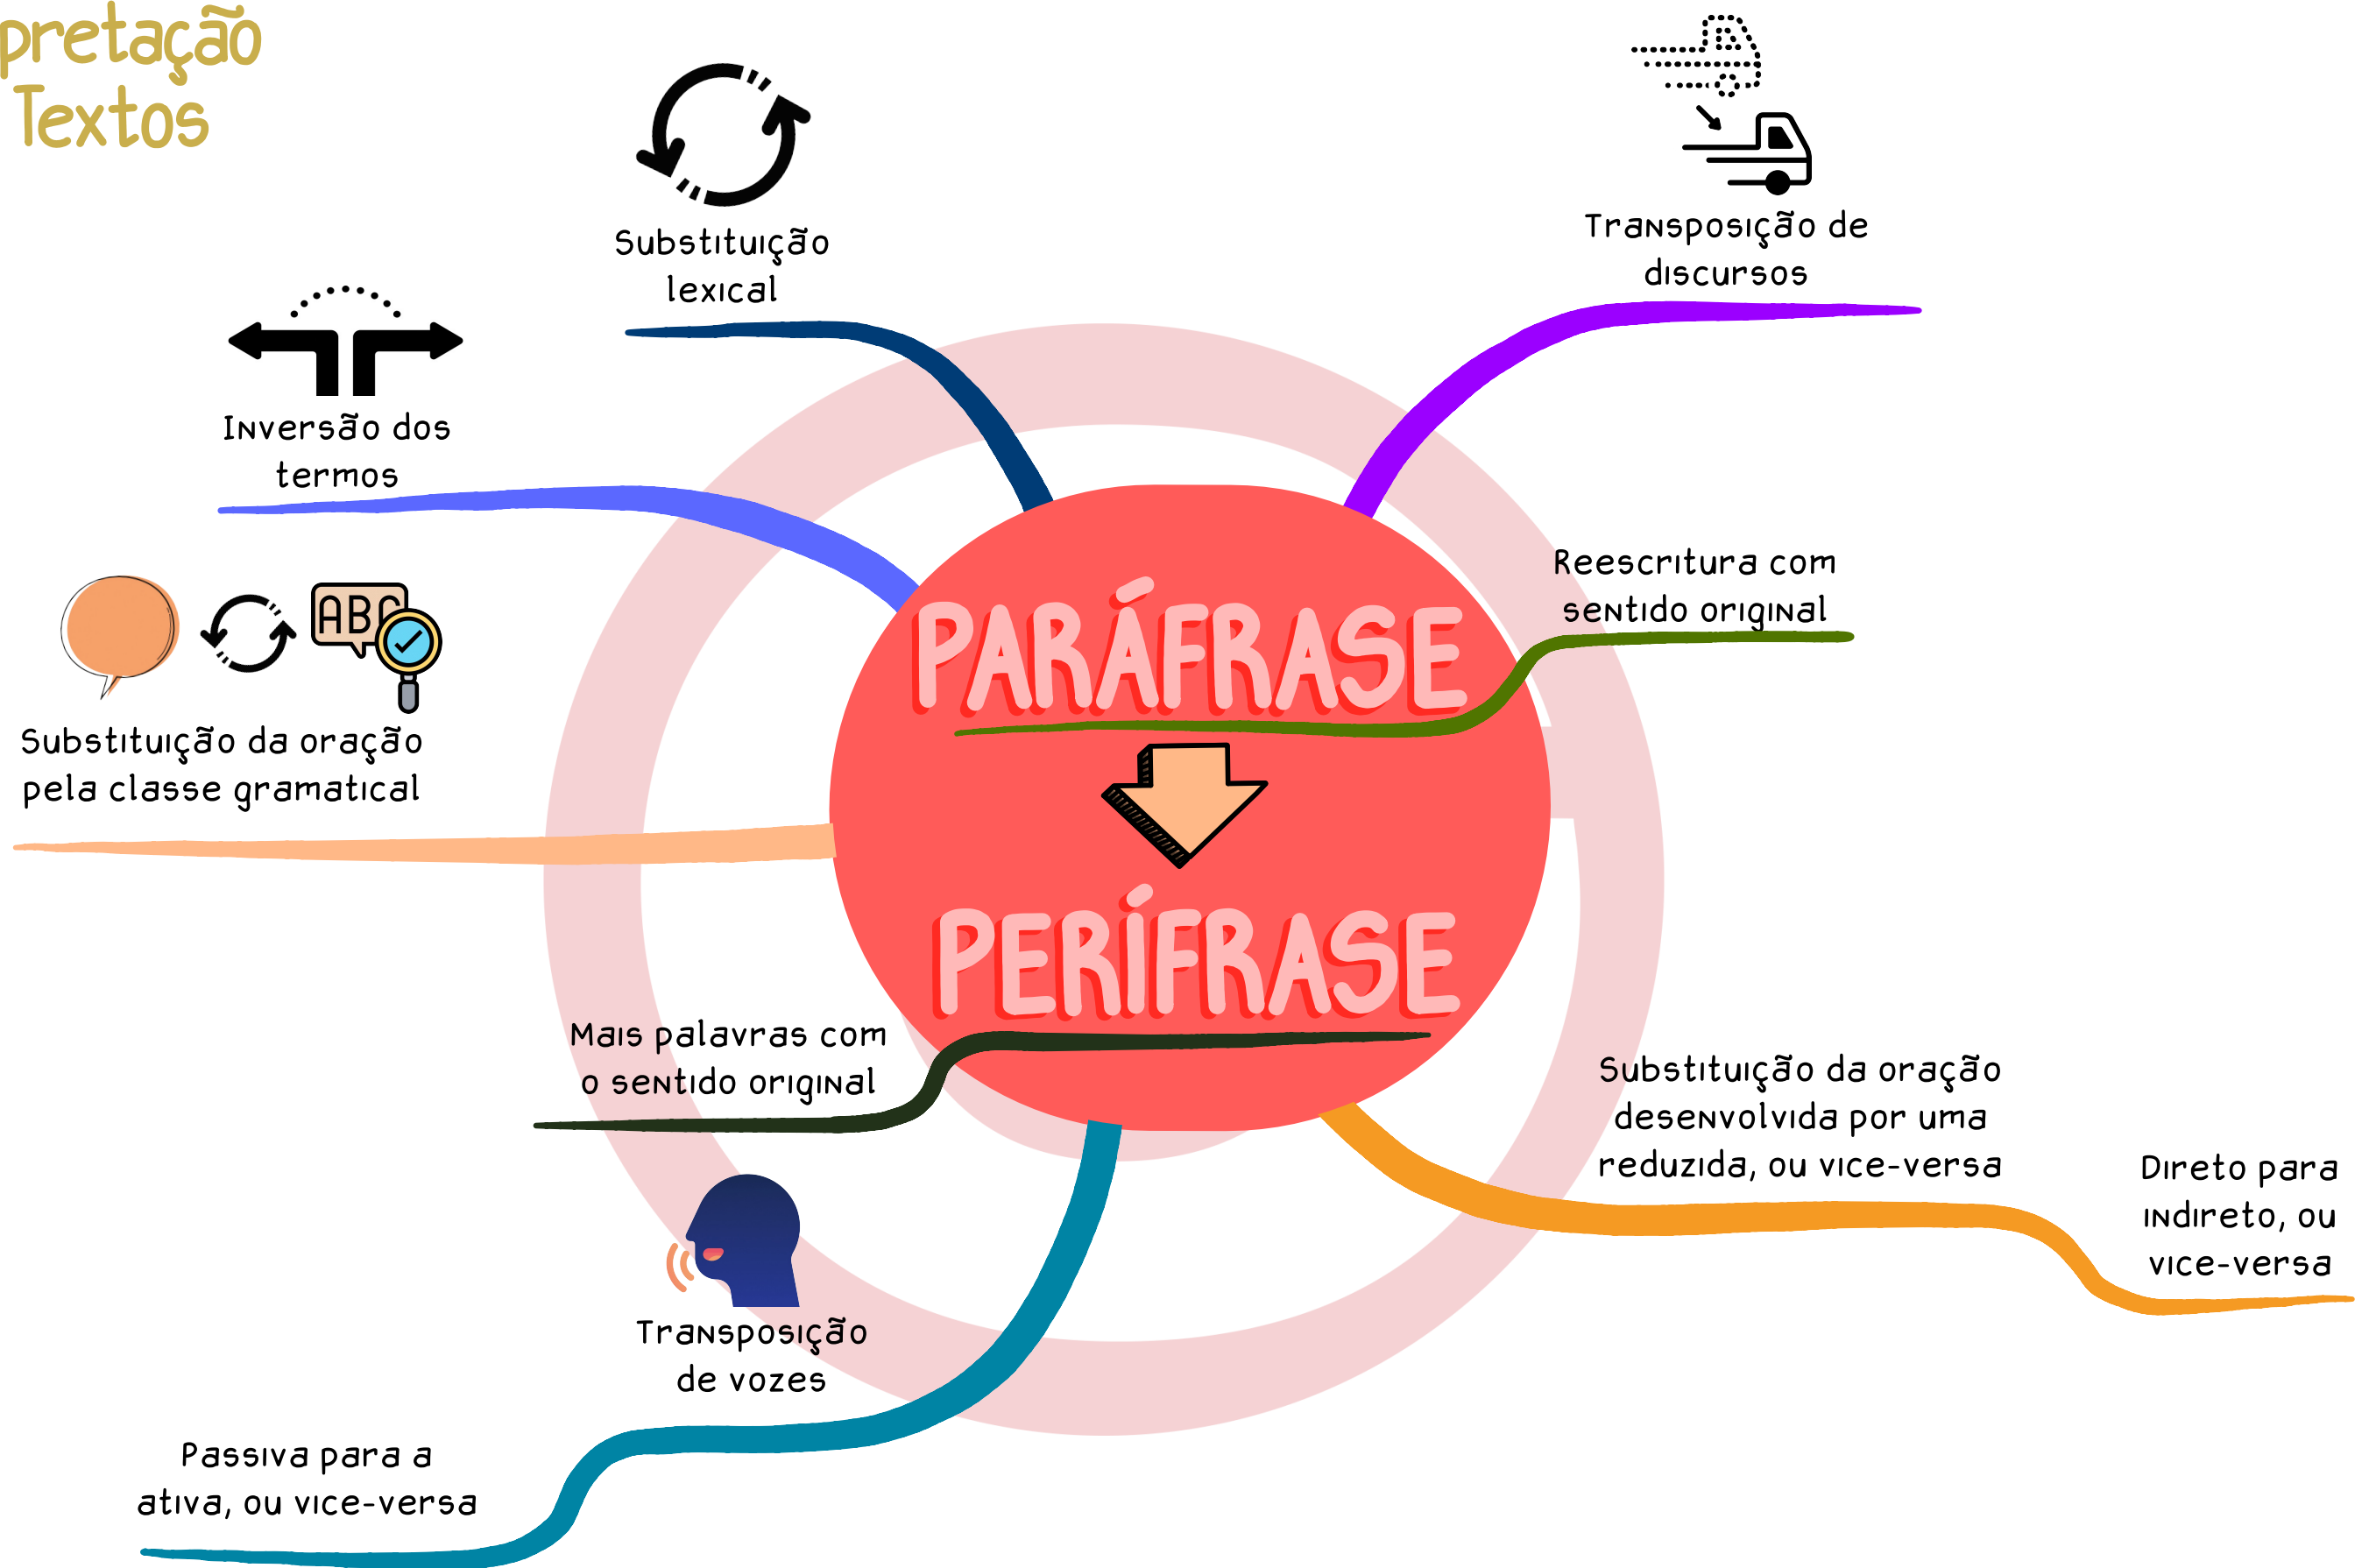 pretação
Textos
Substituição
lexical
Transposição de
discursos
Inversão dos
termos
Reescritura com
sentido original
ABC
Substituição da oração
pela classe gramatical
PARÁFRASE
PERÍFRASE
Mais palavras com
o sentido original
Substituição da oração
desenvolvida por uma
reduzida, ou vice-versa
Direto para
indireto, ou
vice-versa
Transposição
de vozes
Passiva para a
ativa, ou vice-versa